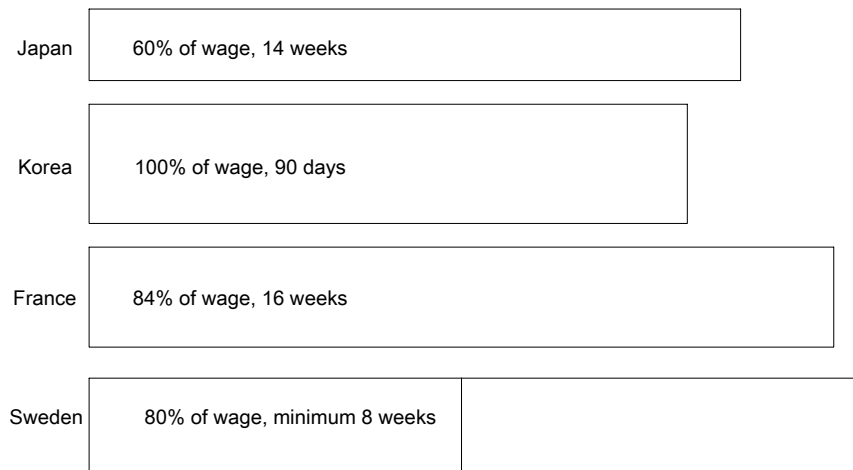 Japan 60% of wage, 14 weeks
Korea 100% of wage, 90 days
France 84% of wage, 16 weeks
Sweden 80% of wage, minimum 8 weeks